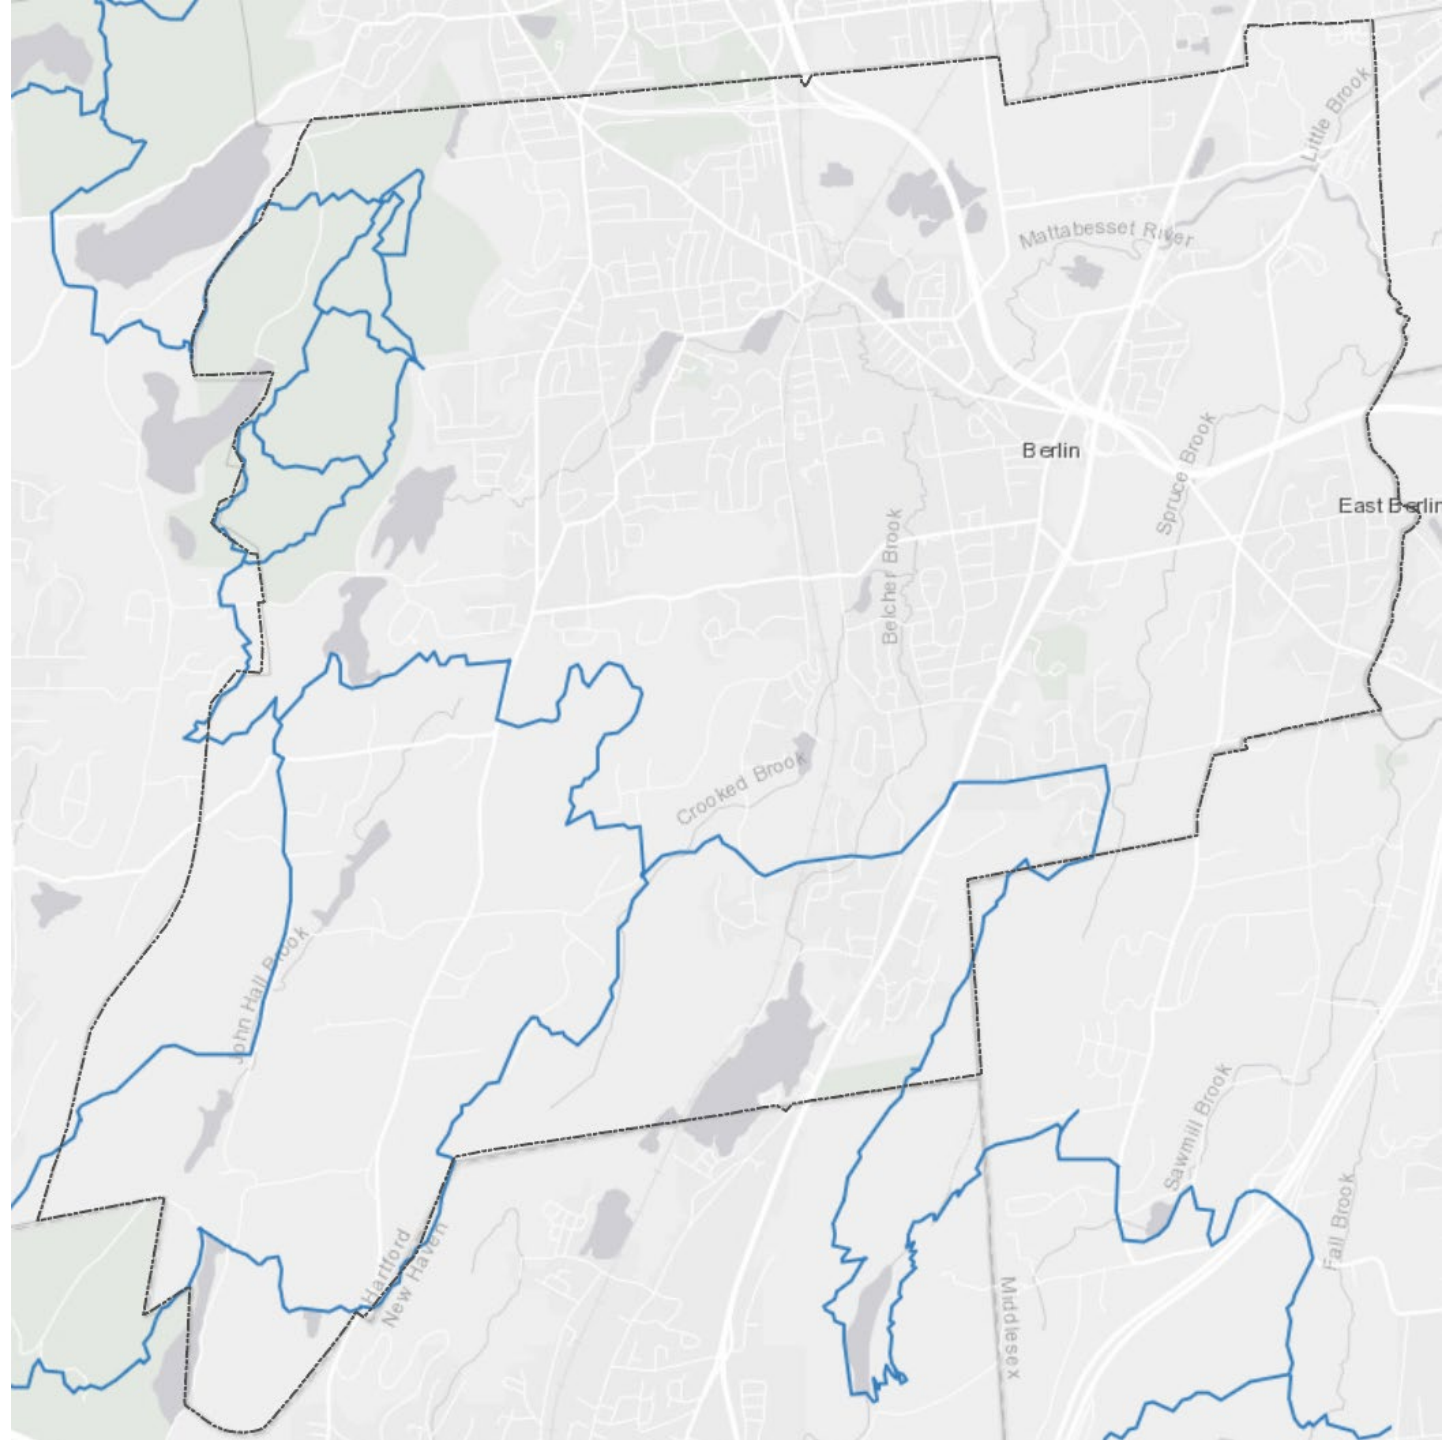 Little Brook
Mattabesset River
Berlin
Spruce Brook
East Berlin
Belcher Brook
Crooked Brook
John Hall Brook
Sawmill Brook
Fall Brook
Hartford
New Haven
Middlesex